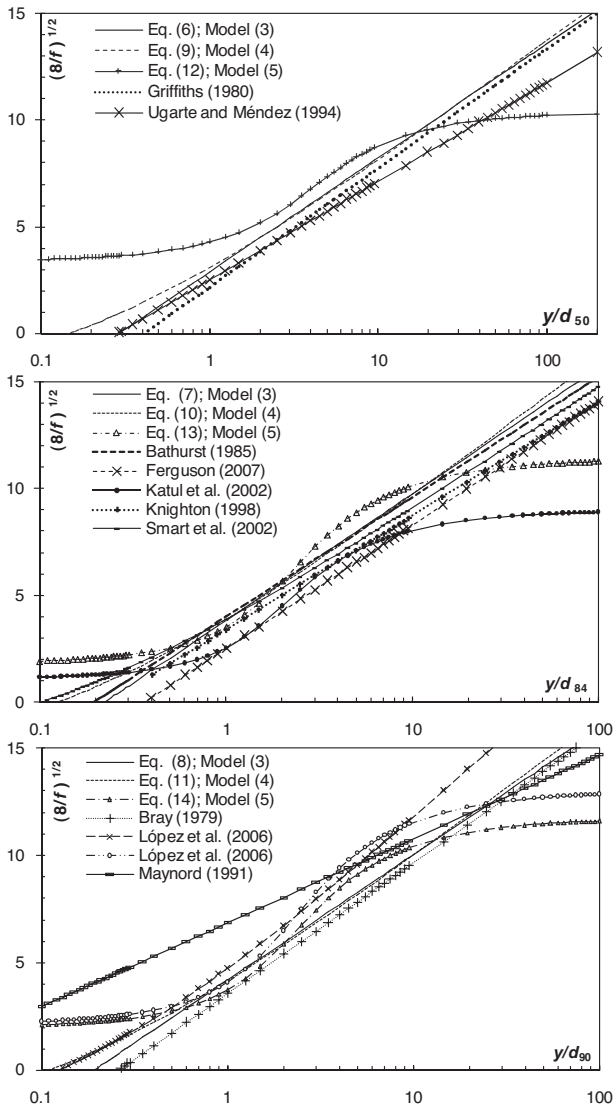 15
10
5
0
(8/f) 1/2
Eq. (6); Model (3)
Eq. (9); Model (4)
Eq. (12); Model (5)
Griffiths (1980)
Ugarte and Méndez (1994)
y/d 50
0.1 1 10 100
15
10
5
0
(8/f) 1/2
Eq. (7); Model (3)
Eq. (10); Model (4)
Eq. (13); Model (5)
Bathurst (1985)
Ferguson (2007)
Katul et al. (2002)
Knighton (1998)
Smart et al. (2002)
y/d 84
0.1 1 10 100
15
10
5
0
(8/f) 1/2
Eq. (8); Model (3)
Eq. (11); Model (4)
Eq. (14); Model (5)
Bray (1979)
López et al. (2006)
López et al. (2006)
Maynord (1991)
y/d90
0.1 1 10 100